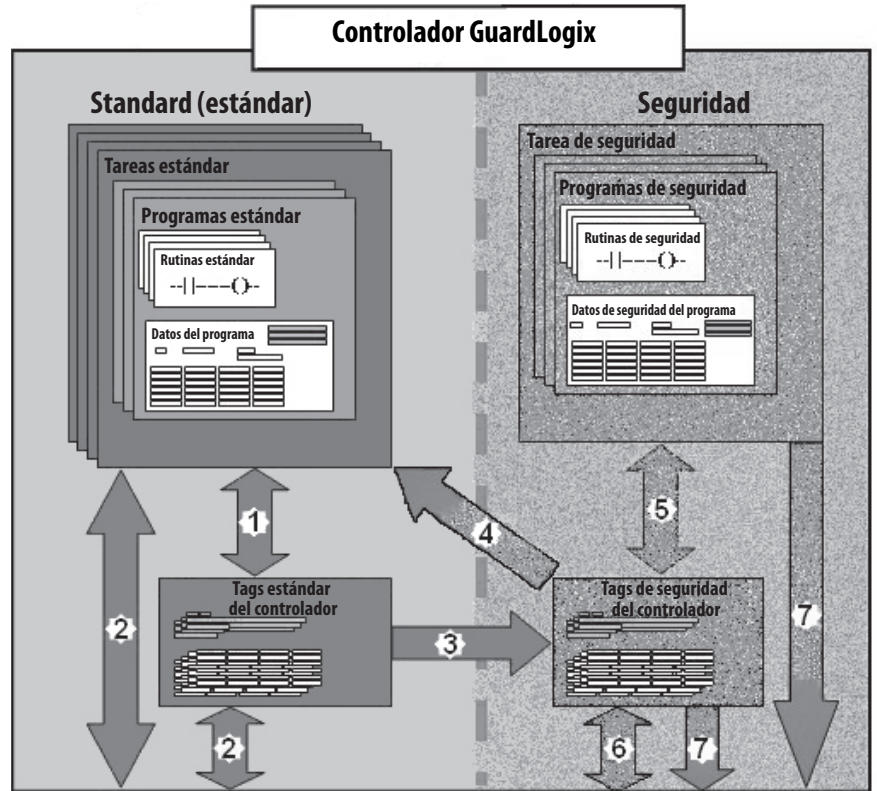 Controlador GuardLogix
Standard (estándar)
Seguridad
Tareas estándar
Programas estándar
Rutinas estándar
Datos del programa
Tarea de seguridad
Programas de seguridad
Rutinas de seguridad
Datos de seguridad del programa
1
2
4
5
7
Tags estándar
del controlador
3
Tags de seguridad
del controlador
2
6
7